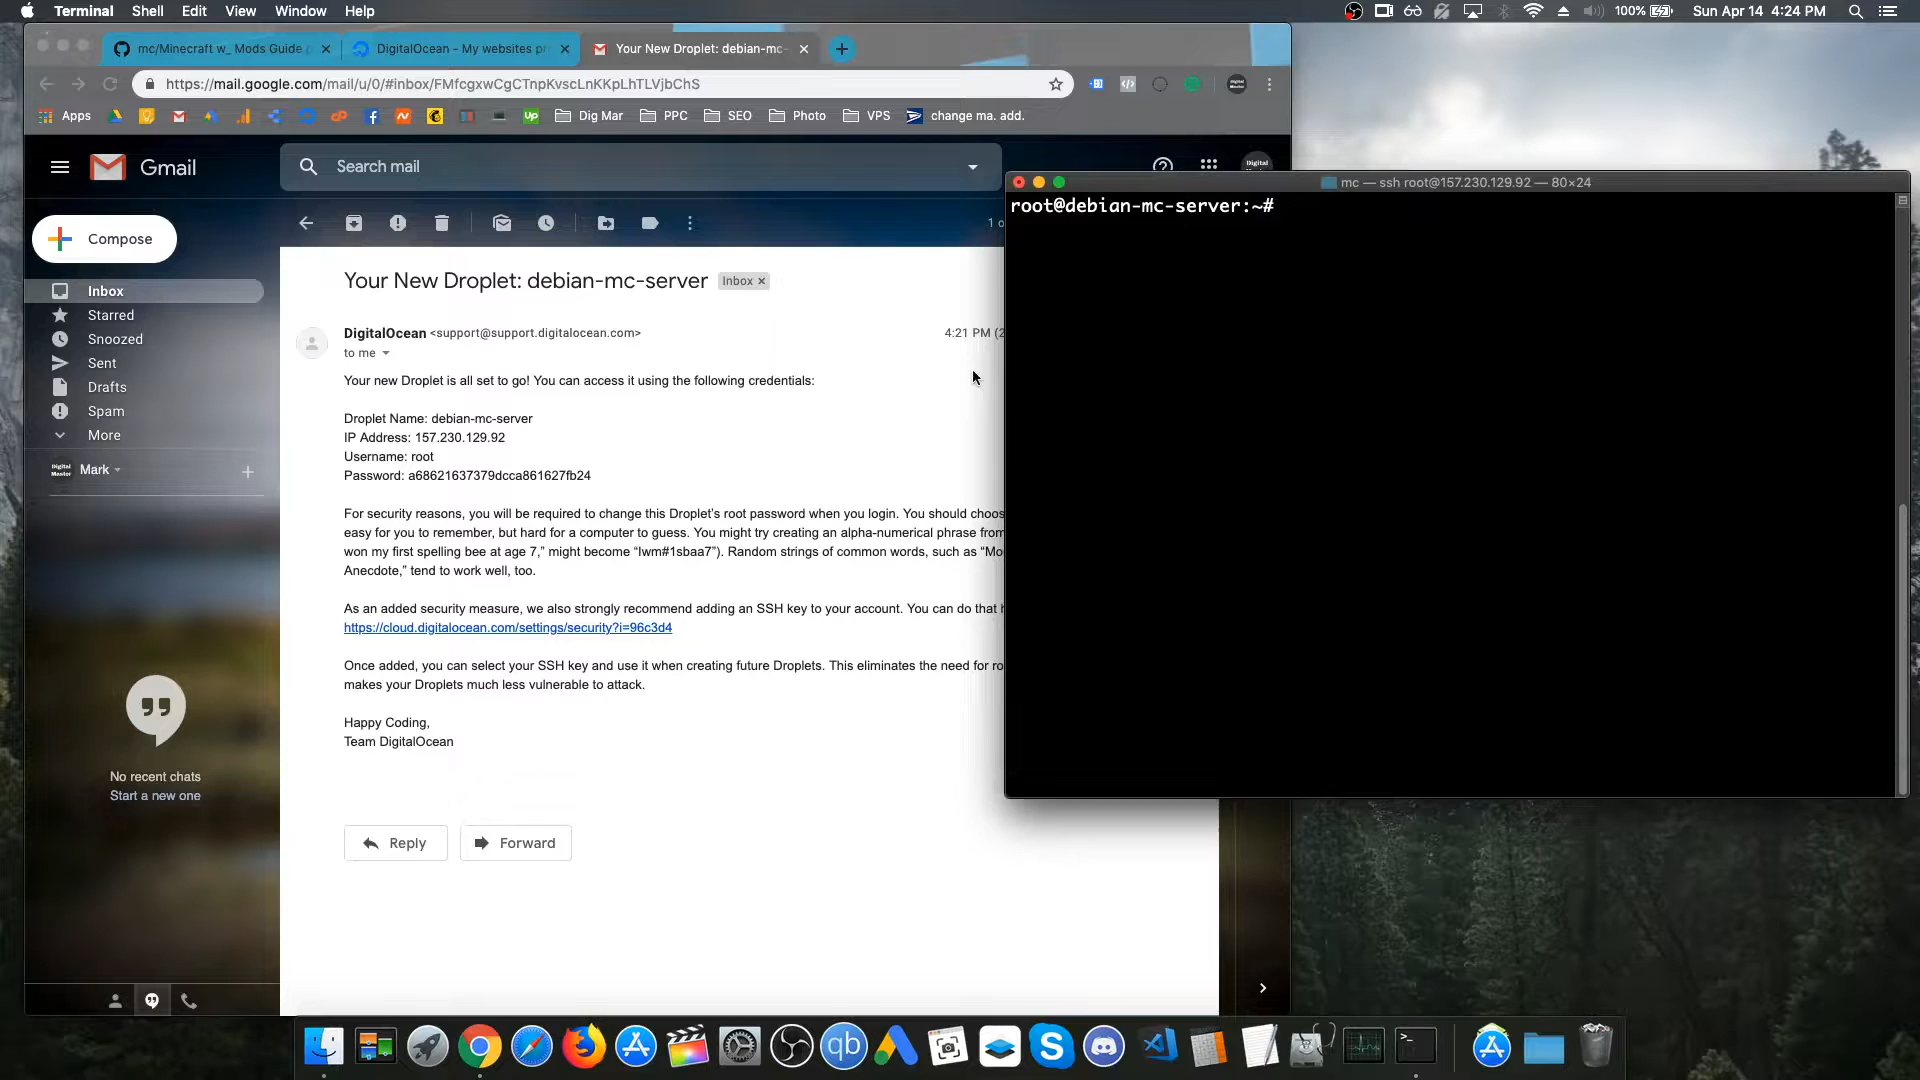 Terminal Shell Edit View Window Help
100% Sun Apr 14 4:24 PM
mc/Minecraft w_ Mods Guide
DigitalOcean - My websites pr
Your New Droplet: debian-mc-
https://mail.google.com/mail/u/0/#inbox/FMfcgxwCgCTnpKvscLnKKpLhTLVjbChS
Apps Up Dig Mar PPC SEO Photo VPS change ma. add.
Gmail
Search mail
Digital
mc — ssh root@157.230.129.92 — 80×24
root@debian-mc-server:~#
Compose
1 o
Inbox
Starred
Snoozed
Sent
Drafts
Spam
More
Digital
Master
Mark
Your New Droplet: debian-mc-server Inbox x
DigitalOcean <support@support.digitalocean.com> 4:21 PM (2
to me
Your new Droplet is all set to go! You can access it using the following credentials:
Droplet Name: debian-mc-server
IP Address: 157.230.129.92
Username: root
Password: a68621637379dcca861627fb24
For security reasons, you will be required to change this Droplet's root password when you login. You should choos
easy for you to remember, but hard for a computer to guess. You might try creating an alpha-numerical phrase from
won my first spelling bee at age 7,” might become “Iwm#1sbaa7”). Random strings of common words, such as “Mo
Anecdote,” tend to work well, too.
As an added security measure, we also strongly recommend adding an SSH key to your account. You can do that h
https://cloud.digitalocean.com/settings/security?i=96c3d4
Once added, you can select your SSH key and use it when creating future Droplets. This eliminates the need for ro
makes your Droplets much less vulnerable to attack.
Happy Coding,
Team DigitalOcean
No recent chats
Start a new one
Reply
Forward
qb